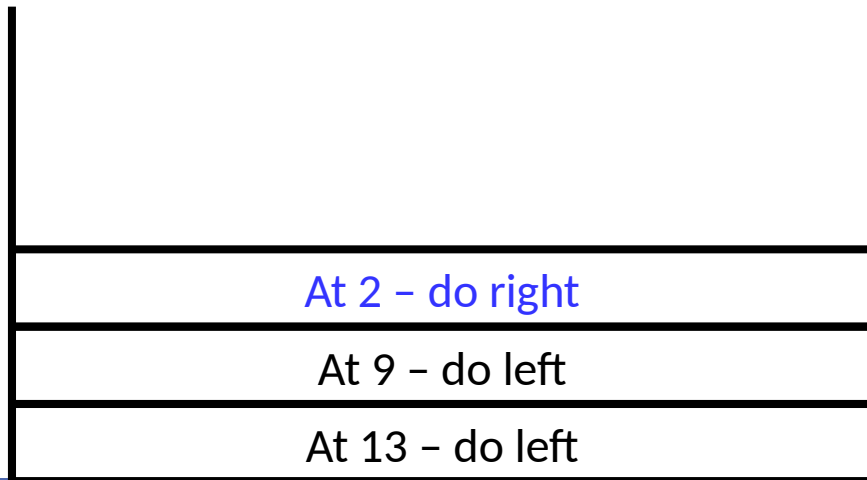 At 2 – do right
At 9 – do left
At 13 – do left